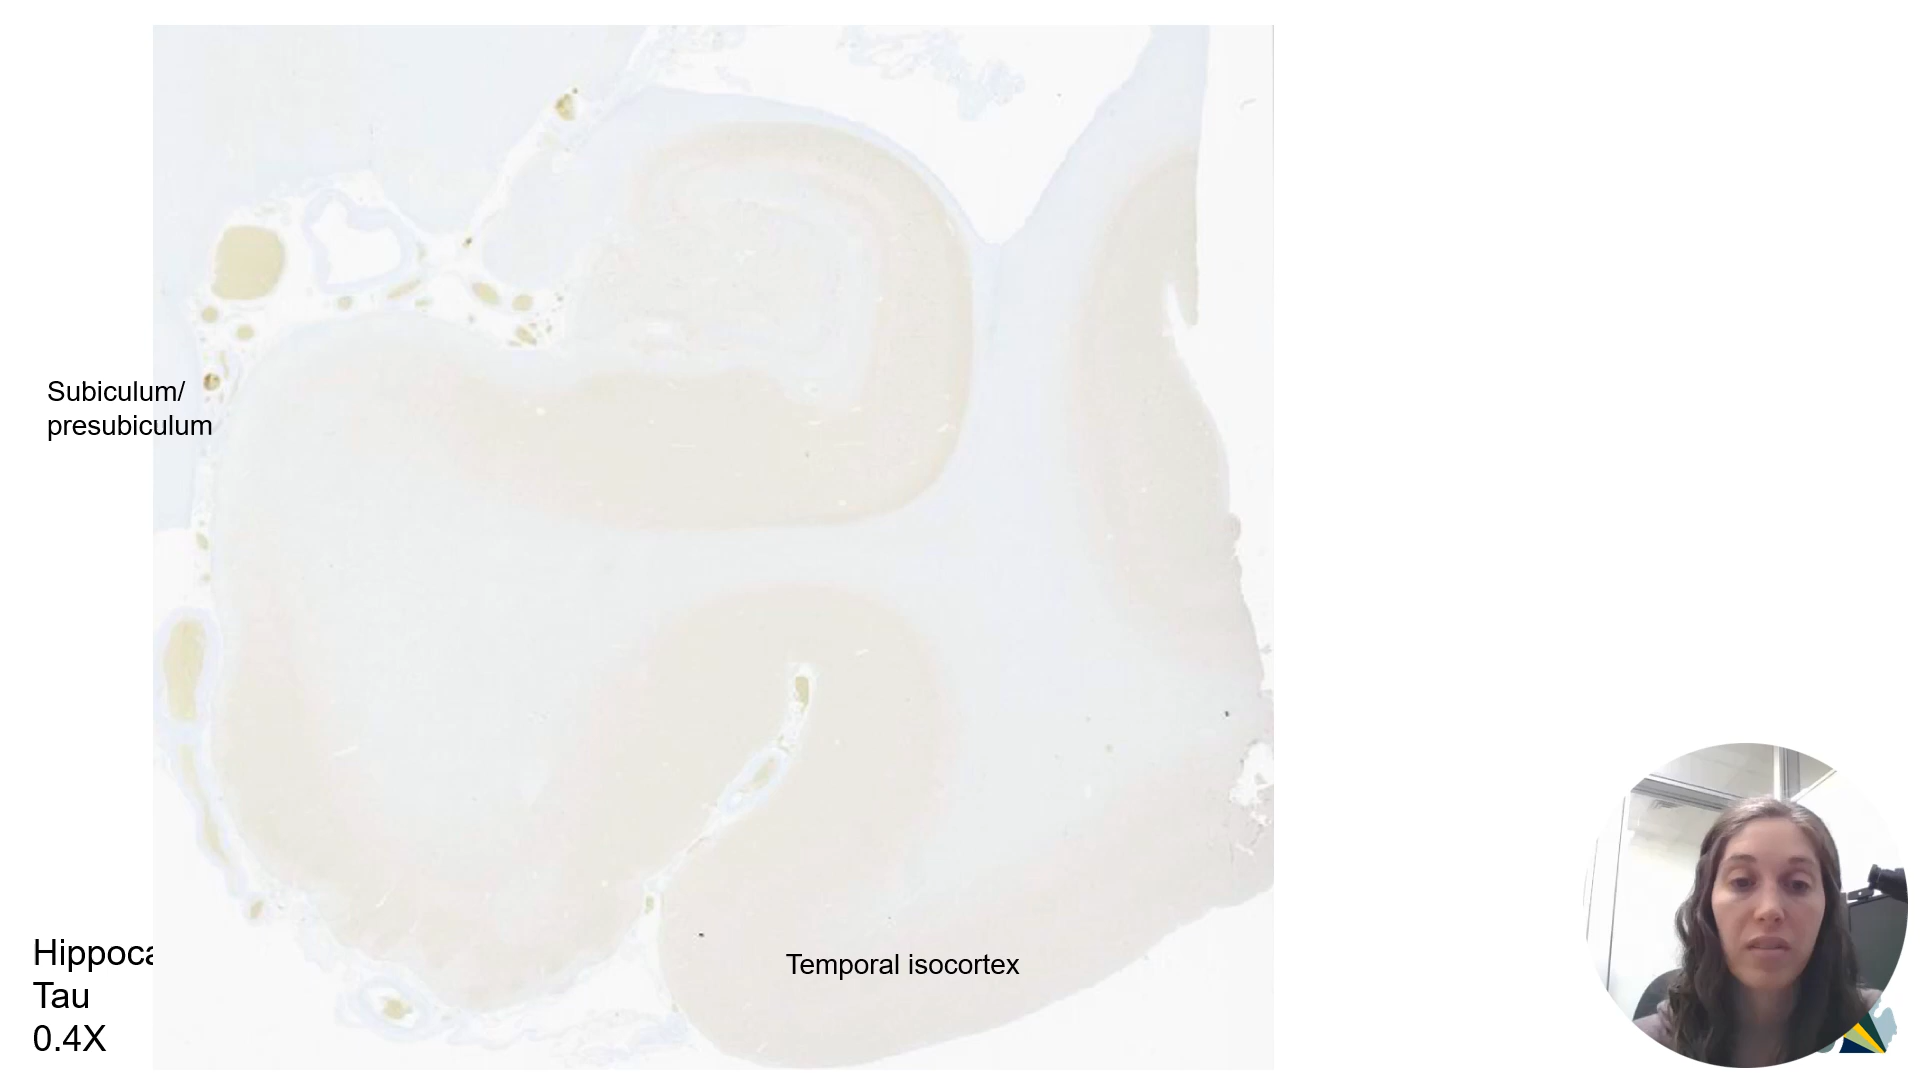 Subiculum/
presubiculum
Temporal isocortex
Hippoca
Tau
0.4X